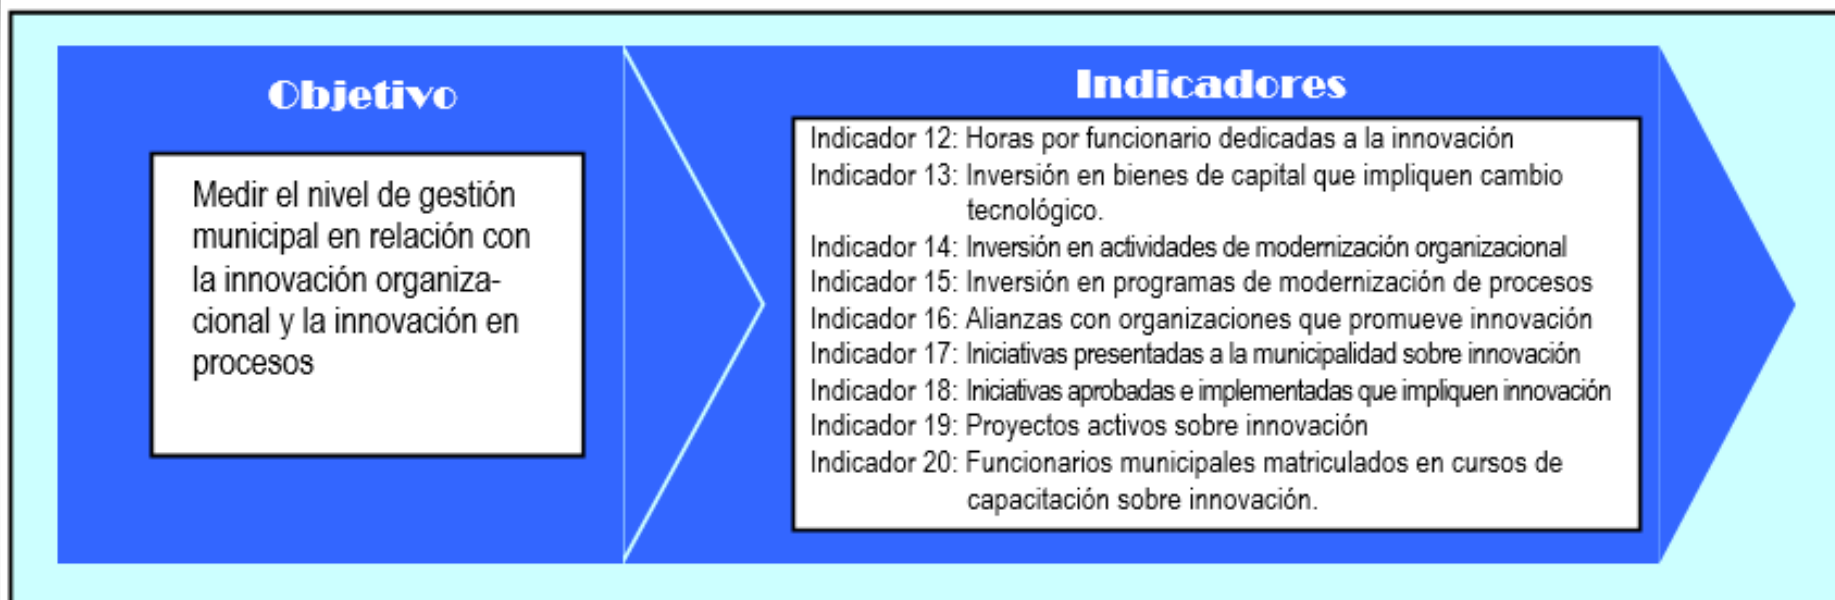 Objetivo
Medir el nivel de gestión
municipal en relación con
la innovación organiza-
cional y la innovación en
procesos
Indicadores
Indicador 12: Horas por funcionario dedicadas a la innovación
Indicador 13: Inversión en bienes de capital que impliquen cambio
tecnológico.
Indicador 14: Inversión en actividades de modernización organizacional
Indicador 15: Inversión en programas de modernización de procesos
Indicador 16: Alianzas con organizaciones que promueve innovación
Indicador 17: Iniciativas presentadas a la municipalidad sobre innovación
Indicador 18: Iniciativas aprobadas e implementadas que impliquen innovación
Indicador 19: Proyectos activos sobre innovación
Indicador 20: Funcionarios municipales matriculados en cursos de
capacitación sobre innovación.